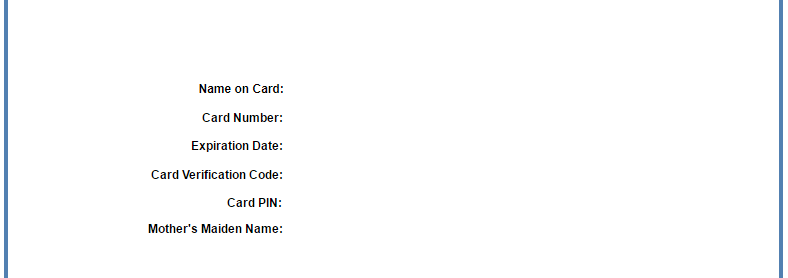 Name on Card:
Card Number:
Expiration Date:
Card Verification Code:
Card PIN:
Mother's Maiden Name: